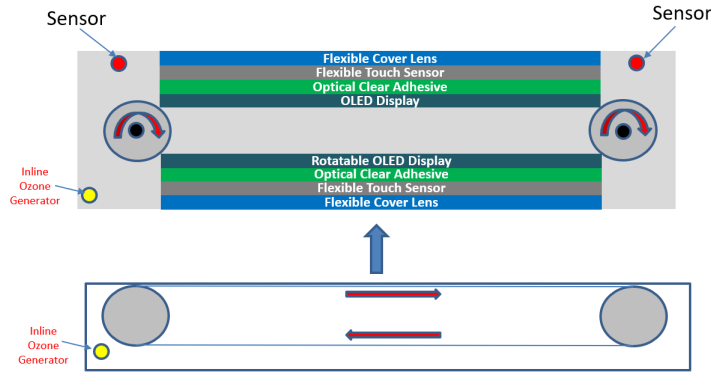 Sensor
Sensor
Flexible Cover Lens
Flexible Touch Sensor
Optical Clear Adhesive
OLED Display
Rotatable OLED Display
Optical Clear Adhesive
Flexible Touch Sensor
Flexible Cover Lens
Inline
Ozone
Generator
Inline
Ozone
Generator